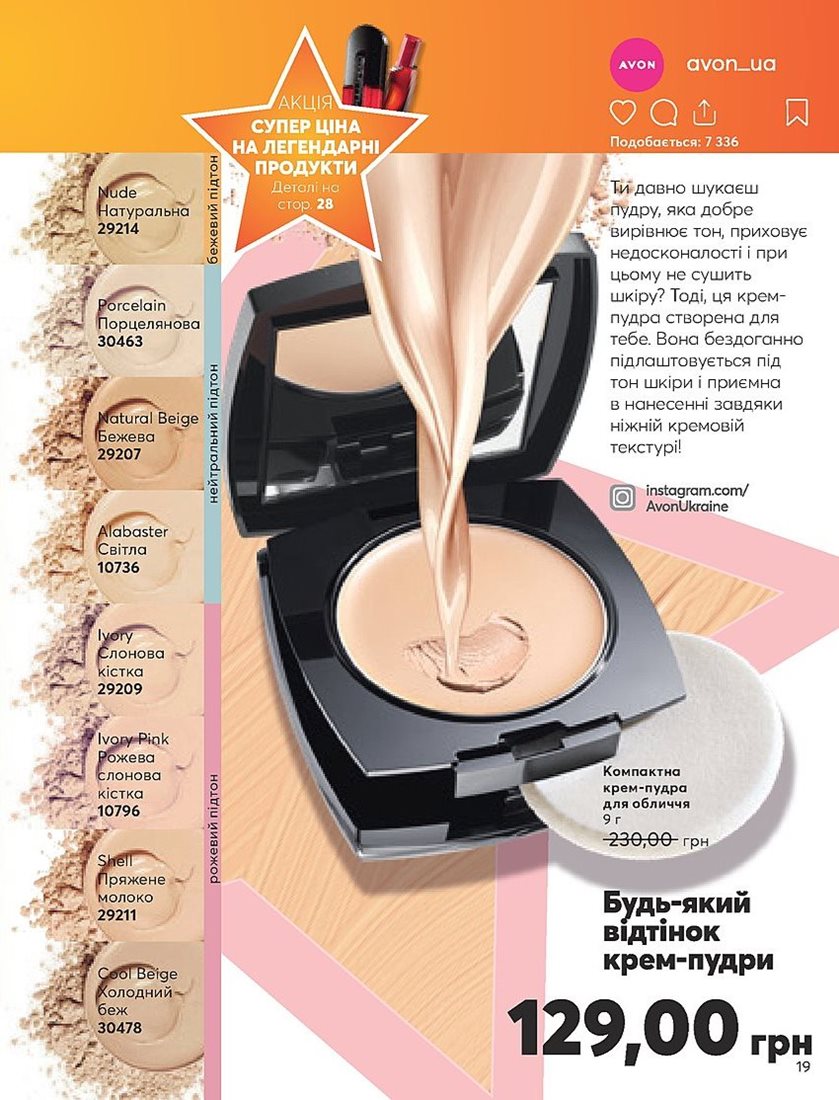 АКЦІЯ
СУПЕР ЦІНА
НА ЛЕГЕНДАРНІ
ПРОДУКТИ
Деталі на
стор. 28
AVON
avon_ua
Подобається: 7 336
Ти давно шукаєш
пудру, яка добре
вирівнює тон, приховує
недосконалості і при
цьому не сушить
шкіру? Тоді, ця крем-
пудра створена для
тебе. Вона бездоганно
підлаштовується під
тон шкіри і приємна
в нанесенні завдяки
ніжній кремовій
текстурі!
instagram.com/
AvonUkraine
бежевий підтон
Nude
Натуральна
29214
нейтральний підтон
Porcelain
Порцелянова
30463
Natural Beige
Бежева
29207
Alabaster
Світла
10736
рожевий підтон
Ivory
Слонова
кістка
29209
Ivory Pink
Рожева
слонова
кістка
10796
Shell
Пряжене
молоко
29211
Cool Beige
Холодний
беж
30478
Компактна
крем-пудра
для обличчя
9 г
230,00 грн
Будь-який
відтінок
крем-пудри
129,00 грн
19